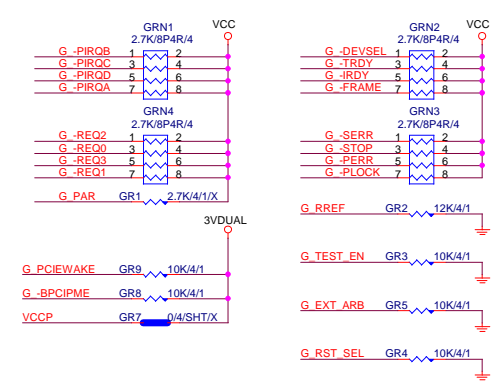 GRN1 VCC
2.7K/8P4R/4
G_-PIRQB 1 2
G_-PIRQC 3 4
G_-PIRQD 5 6
G_-PIRQA 7 8
GRN4
2.7K/8P4R/4
G_-REQ2 1 2
G_-REQ0 3 4
G_-REQ3 5 6
G_-REQ1 7 8
G_PAR GR1 2.7K/4/1/X
3VDUAL
G_PCIEWAKE GR9 10K/4/1
G_-BPCIPME GR8 10K/4/1
VCCP GR7 0/4/SHT/X
GRN2 VCC
2.7K/8P4R/4
G_-DEVSEL 1 2
G_-TRDY 3 4
G_-IRDY 5 6
G_-FRAME 7 8
GRN3
2.7K/8P4R/4
G_-SERR 1 2
G_-STOP 3 4
G_-PERR 5 6
G_-PLOCK 7 8
G_RREF GR2 12K/4/1
G_TEST_EN GR3 10K/4/1
G_EXT_ARB GR5 10K/4/1
G_RST_SEL GR4 10K/4/1